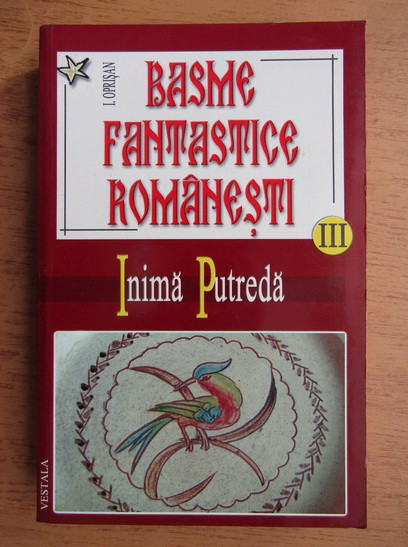 I. OPRIȘAN
BASME
FANTASTICE
ROMÂNEȘTI
III
Inimă Putredă
VESTALA